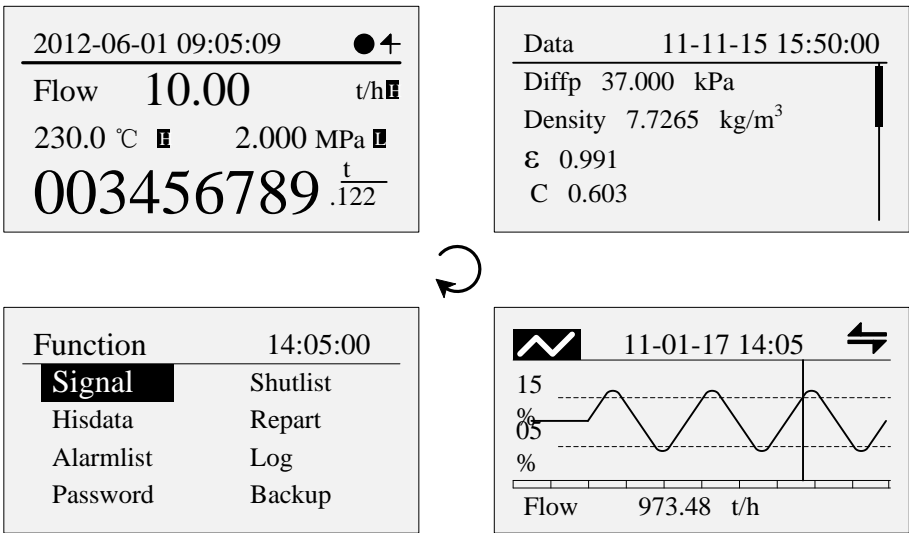 2012-06-01 09:05:09
Flow 10.00 t/h H
230.0 ℃ H 2.000 MPa L
003456789 .122 t
Data 11-11-15 15:50:00
Diffp 37.000 kPa
Density 7.7265 kg/m³
ε 0.991
C 0.603
Function 14:05:00
Signal Shutlist
Hisdata Repart
Alarmlist Log
Password Backup
11-01-17 14:05
15
%
05
%
Flow 973.48 t/h